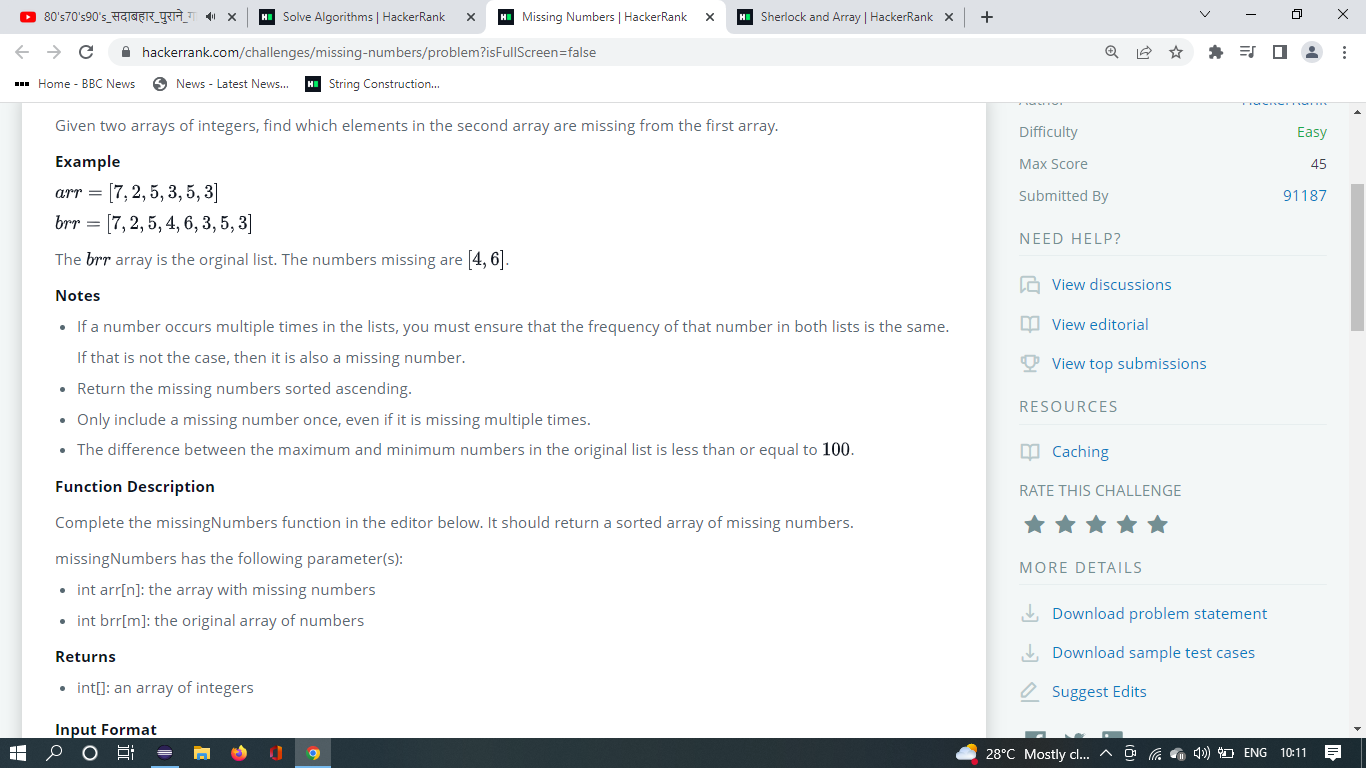 80's70's90's_सदाबहार_पुराने_ग
Solve Algorithms | HackerRank
Missing Numbers | HackerRank
Sherlock and Array | HackerRank
hackerrank.com/challenges/missing-numbers/problem?isFullScreen=false
Home - BBC News
News - Latest News...
String Construction...
Given two arrays of integers, find which elements in the second array are missing from the first array.
Example
arr = [7, 2, 5, 3, 5, 3]
brr = [7, 2, 5, 4, 6, 3, 5, 3]
The brr array is the orginal list. The numbers missing are [4, 6].
Notes
• If a number occurs multiple times in the lists, you must ensure that the frequency of that number in both lists is the same.
If that is not the case, then it is also a missing number.
• Return the missing numbers sorted ascending.
• Only include a missing number once, even if it is missing multiple times.
• The difference between the maximum and minimum numbers in the original list is less than or equal to 100.
Function Description
Complete the missingNumbers function in the editor below. It should return a sorted array of missing numbers.
missingNumbers has the following parameter(s):
• int arr[n]: the array with missing numbers
• int brr[m]: the original array of numbers
Returns
• int[]: an array of integers
Input Format
Author HackerRank
Difficulty Easy
Max Score 45
Submitted By 91187
NEED HELP?
View discussions
View editorial
View top submissions
RESOURCES
Caching
RATE THIS CHALLENGE
MORE DETAILS
Download problem statement
Download sample test cases
Suggest Edits
28°C Mostly cl... ENG 10:11